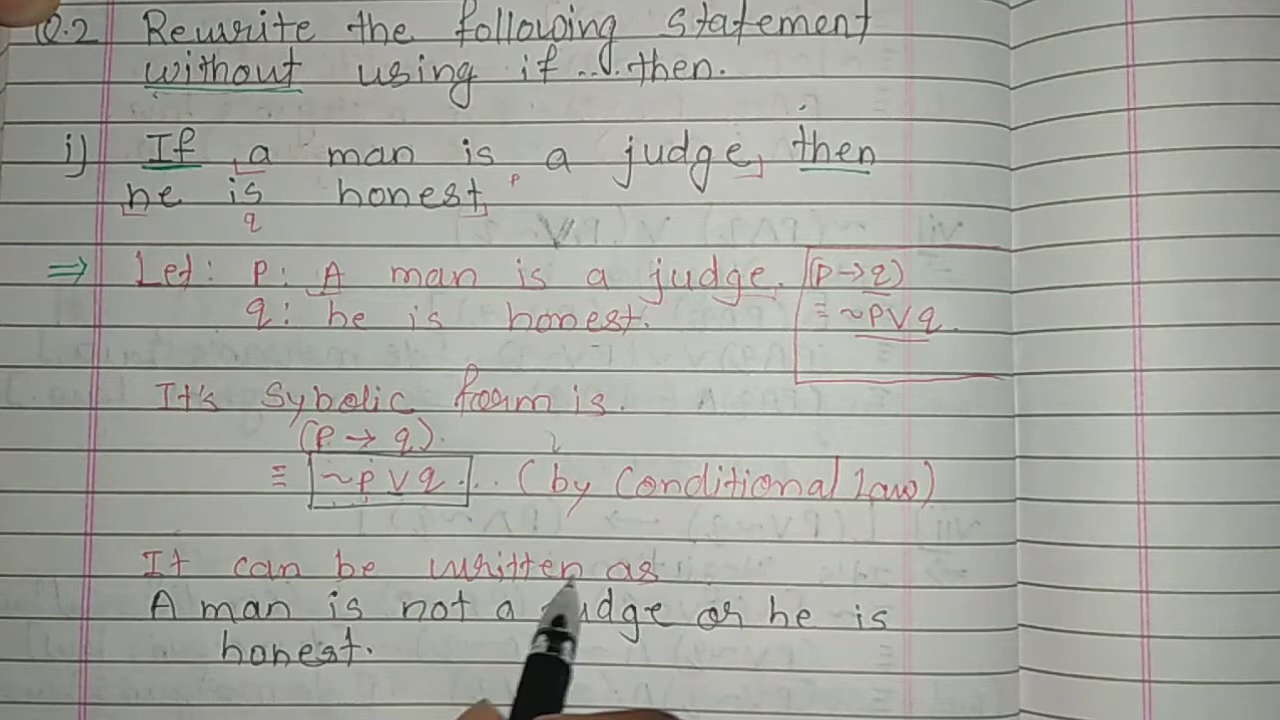 Q.2 Rewrite the following statement
without using if...then.
i) If a man is a judge, then
he is honest.
p
q
⇒ Let: P: A man is a judge.
q: he is honest.
(p → q)
≡ ~p∨q.
It's Sybolic form is.
(P → q).
≡ ~p∨q... (by Conditional Law)
It can be written as
A man is not a judge or he is
honest.